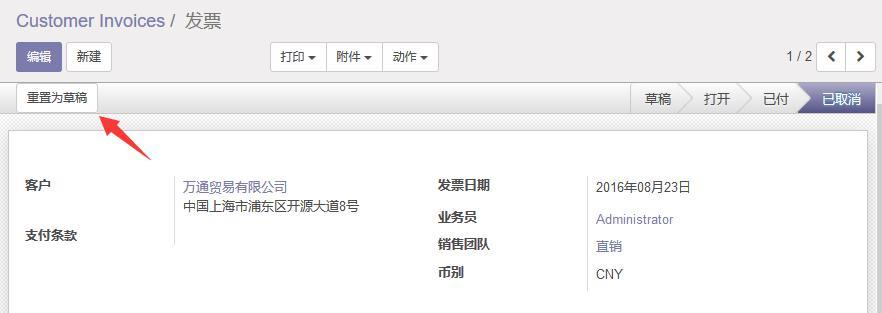 Customer Invoices / 发票
编辑 新建 打印 附件 动作 1 / 2
重置为草稿 草稿 打开 已付 已取消
客户 万通贸易有限公司 发票日期 2016年08月23日
中国上海市浦东区开源大道8号
业务员 Administrator
支付条款 销售团队 直销
币别 CNY